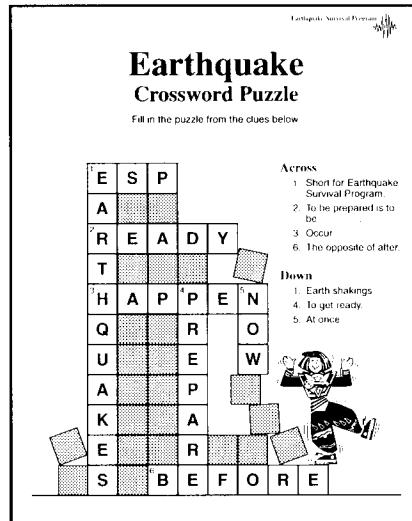 Earthquake Survival Program
Earthquake
Crossword Puzzle
Fill in the puzzle from the clues below
1 E S P
A
2 R E A D Y
T
3 H A P P 4 P E 5 N
Q R O
U E W
A P
K A
E R
S 6 B E F O R E
Across
1 Short for Earthquake
Survival Program.
2. To be prepared is to
be
3 Occur
6. The opposite of after.
Down
1. Earth shakings
4. To get ready.
5. At once